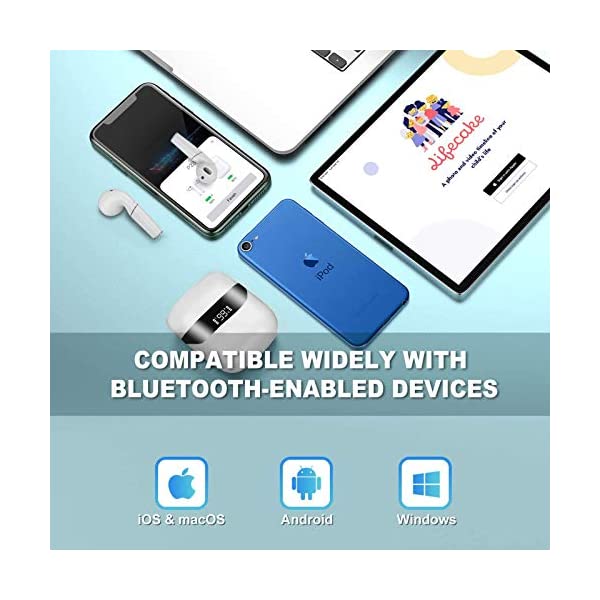 Lifecake
A photo and video timeline of your
child's life
iPod
COMPATIBLE WIDELY WITH
BLUETOOTH-ENABLED DEVICES
iOS & macOS
Android
Windows